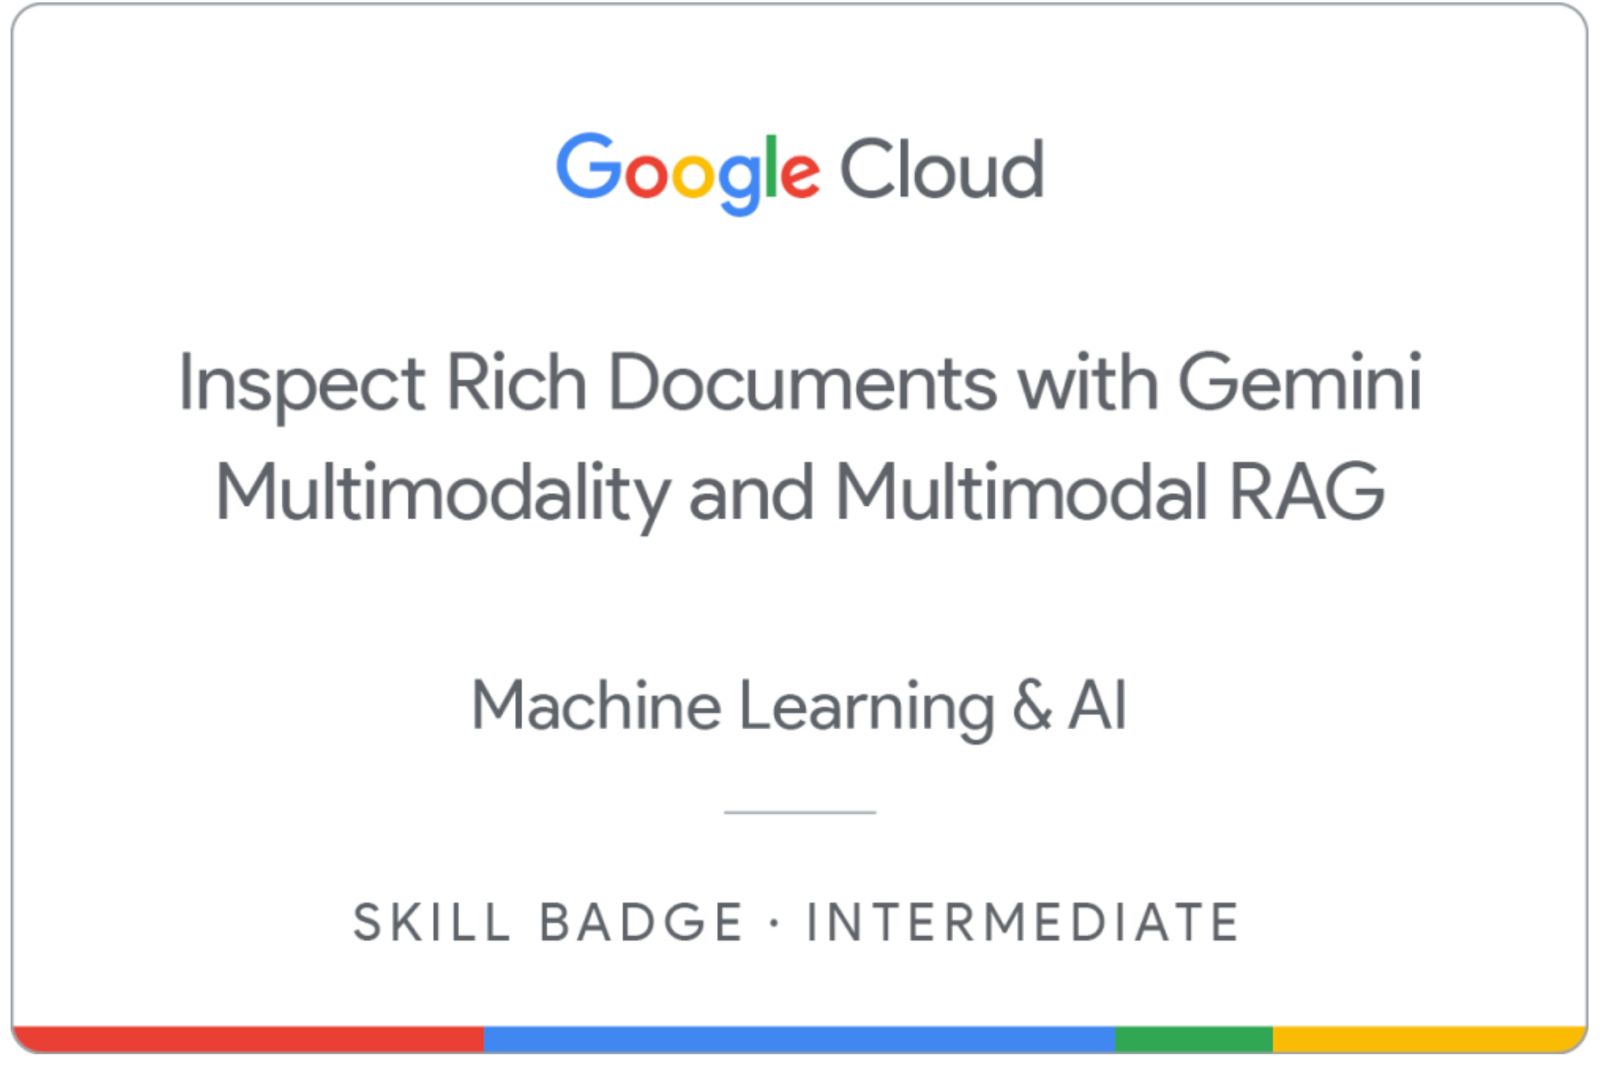 Google Cloud
Inspect Rich Documents with Gemini
Multimodality and Multimodal RAG
Machine Learning & AI
SKILL BADGE · INTERMEDIATE